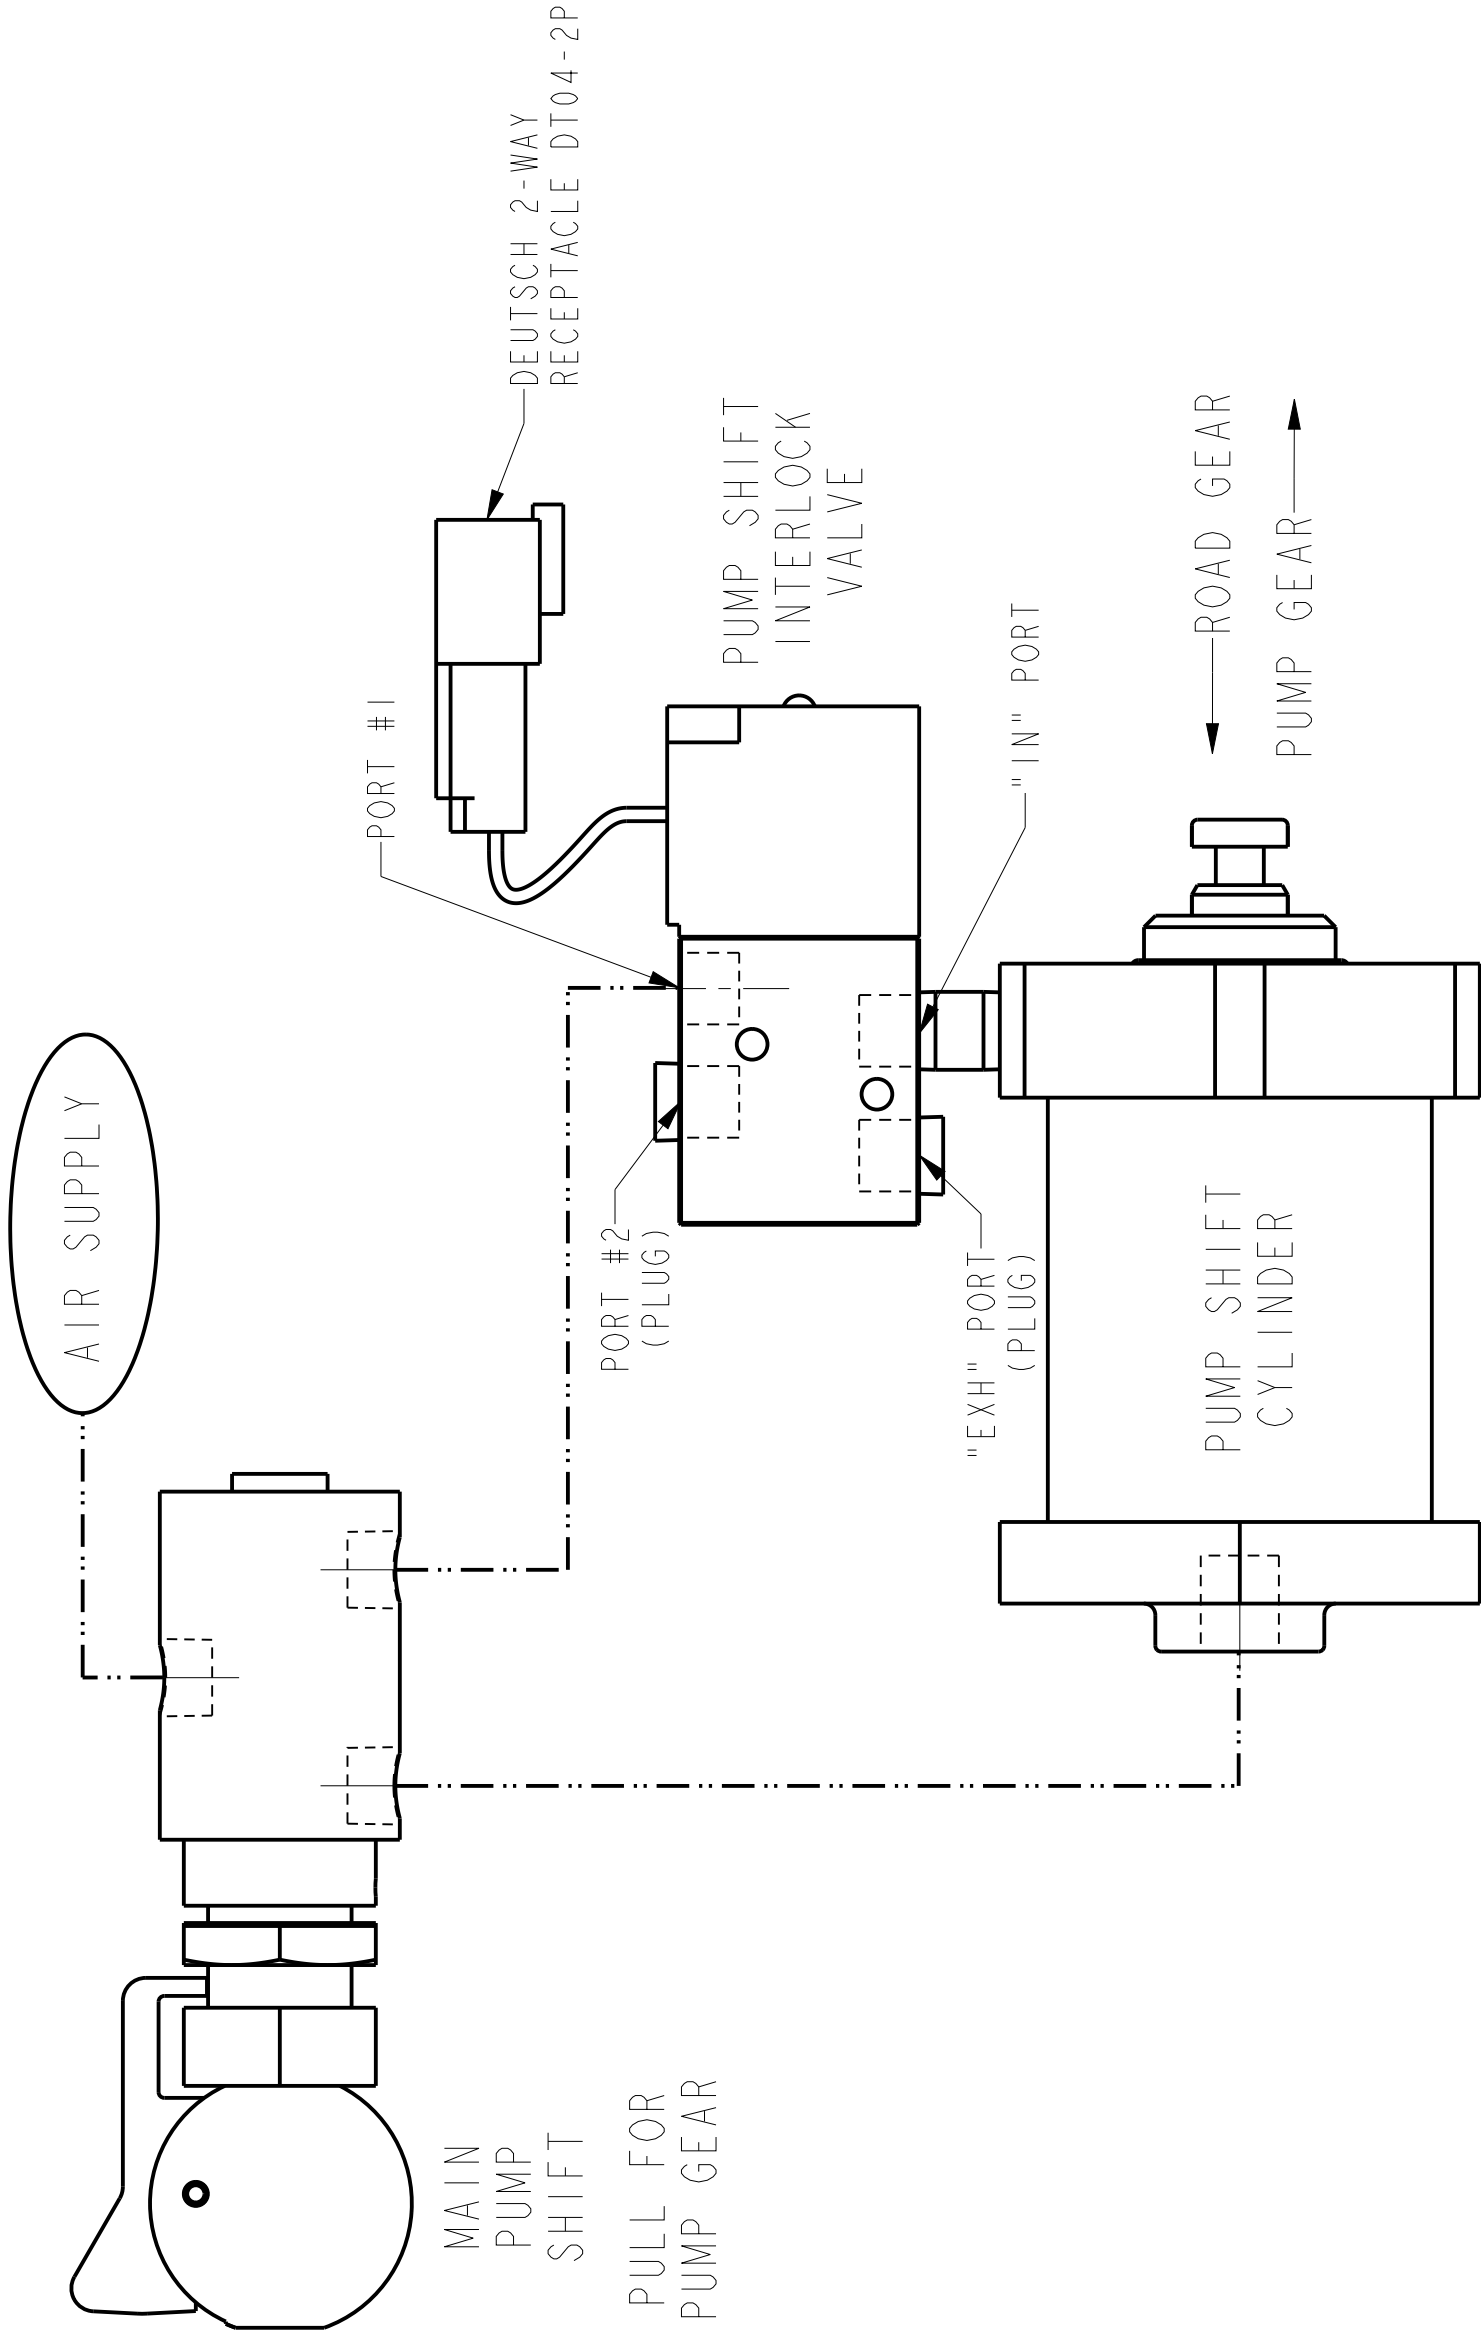 AIR SUPPLY
DEUTSCH 2-WAY
RECEPTACLE DT04-2P
PORT #1
PUMP SHIFT
INTERLOCK
VALVE
PORT #2
(PLUG)
"IN" PORT
"EXH" PORT
(PLUG)
PUMP SHIFT
CYLINDER
ROAD GEAR
PUMP GEAR
MAIN
PUMP
SHIFT
PULL FOR
PUMP GEAR